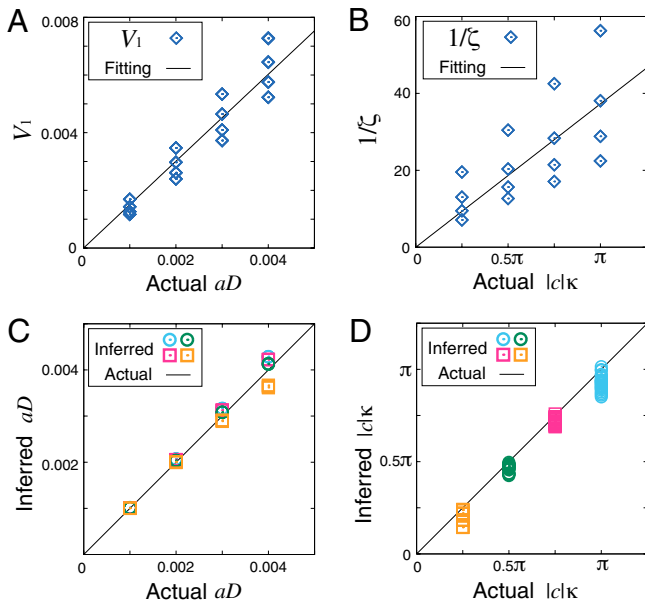 A
0.008
V₁
Fitting
V₁
0.004
0
0
0.002
0.004
Actual aD
B
60
1/ζ
Fitting
1/ζ
40
20
0
0
0.5π
π
Actual |c|κ
C
Inferred
Actual
Inferred aD
0.004
0.002
0
0.002
0.004
Actual aD
D
Inferred
Actual
Inferred |c|κ
π
0.5π
0
0
0.5π
π
Actual |c|κ